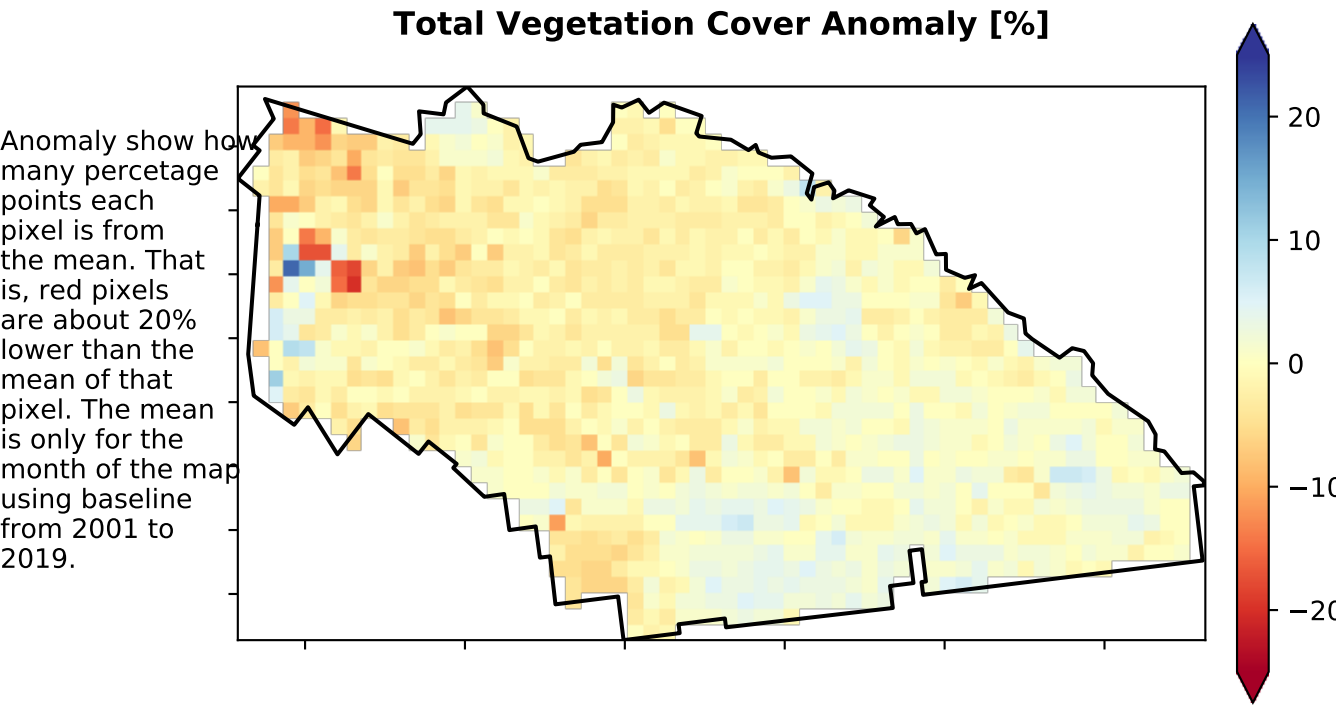 Total Vegetation Cover Anomaly [%]
Anomaly show how
many percetage
points each
pixel is from
the mean. That
is, red pixels
are about 20%
lower than the
mean of that
pixel. The mean
is only for the
month of the map
using baseline
from 2001 to
2019.
20
10
0
−10
−20